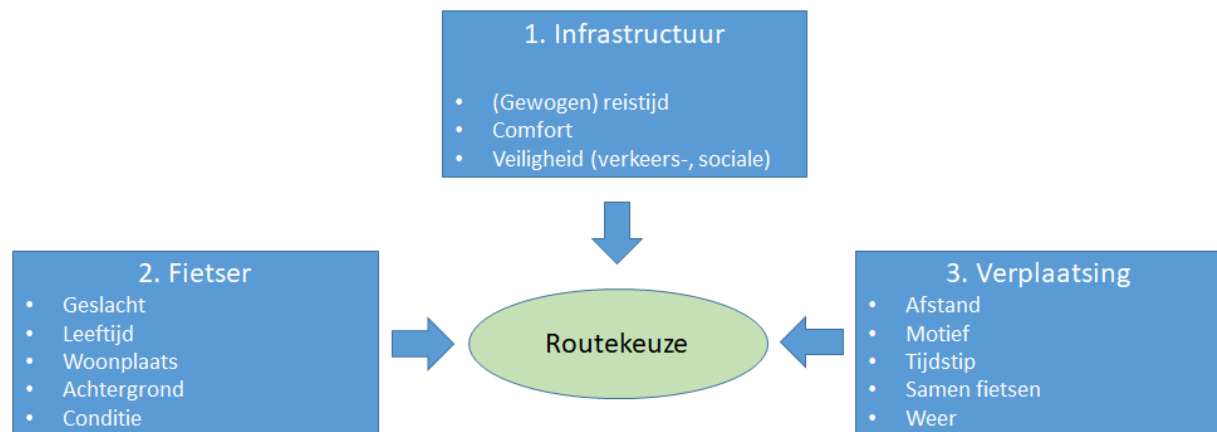 1. Infrastructuur
• (Gewogen) reistijd
• Comfort
• Veiligheid (verkeers-, sociale)
2. Fietser
• Geslacht
• Leeftijd
• Woonplaats
• Achtergrond
• Conditie
Routekeuze
3. Verplaatsing
• Afstand
• Motief
• Tijdstip
• Samen fietsen
• Weer